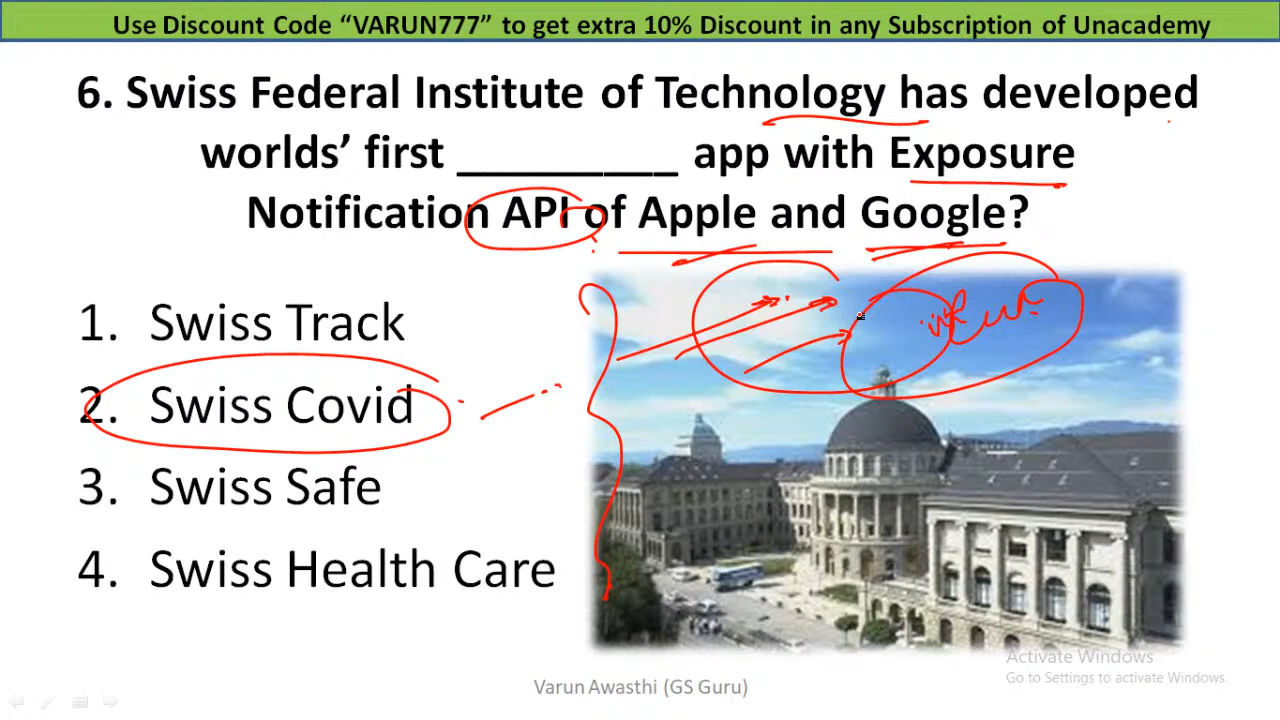 Use Discount Code “VARUN777” to get extra 10% Discount in any Subscription of Unacademy
6. Swiss Federal Institute of Technology has developed
worlds’ first _________ app with Exposure
Notification API of Apple and Google?
1. Swiss Track
2. Swiss Covid
3. Swiss Safe
4. Swiss Health Care
Activate Windows
Go to Settings to activate Windows.
Varun Awasthi (GS Guru)